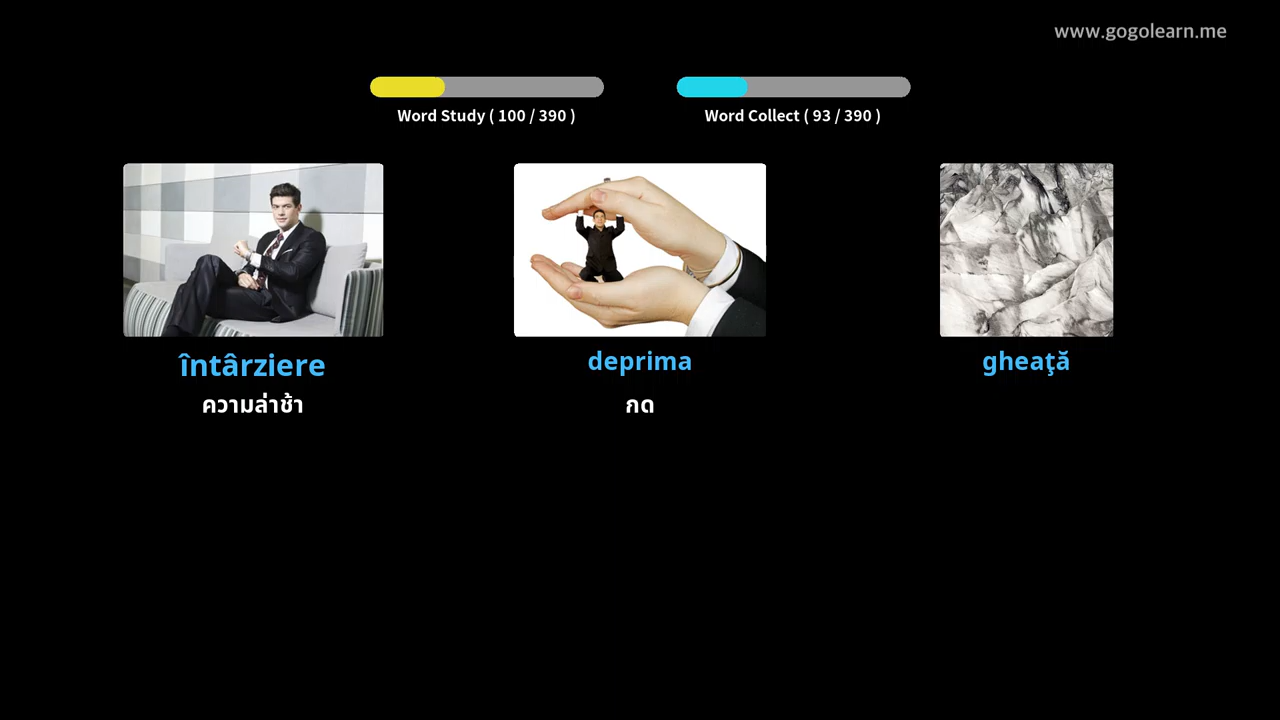 www.gogolearn.me
Word Study ( 100 / 390 )
Word Collect ( 93 / 390 )
întârziere
deprima
gheaţă
ความล่าช้า
กด